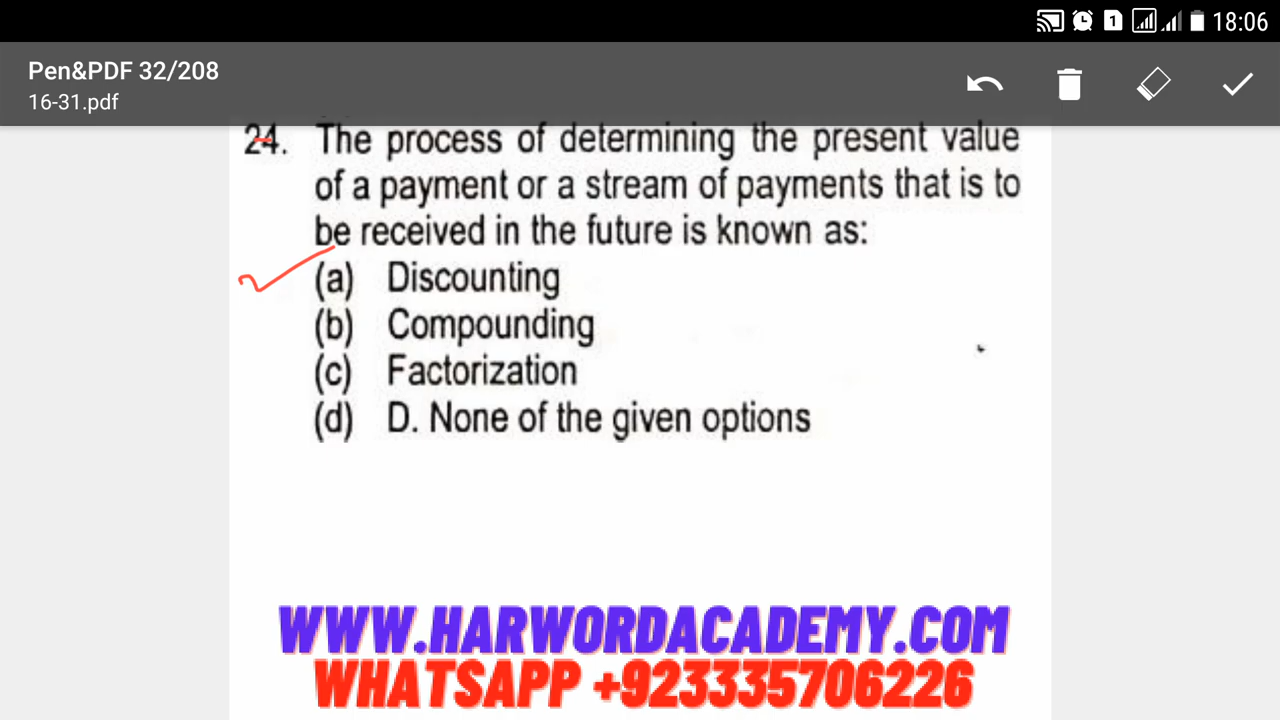 1 18:06
Pen&PDF 32/208
16-31.pdf
24. The process of determining the present value
of a payment or a stream of payments that is to
be received in the future is known as:
(a) Discounting
(b) Compounding
(c) Factorization
(d) D. None of the given options
WWW.HARWORDACADEMY.COM
WHATSAPP +923335706226